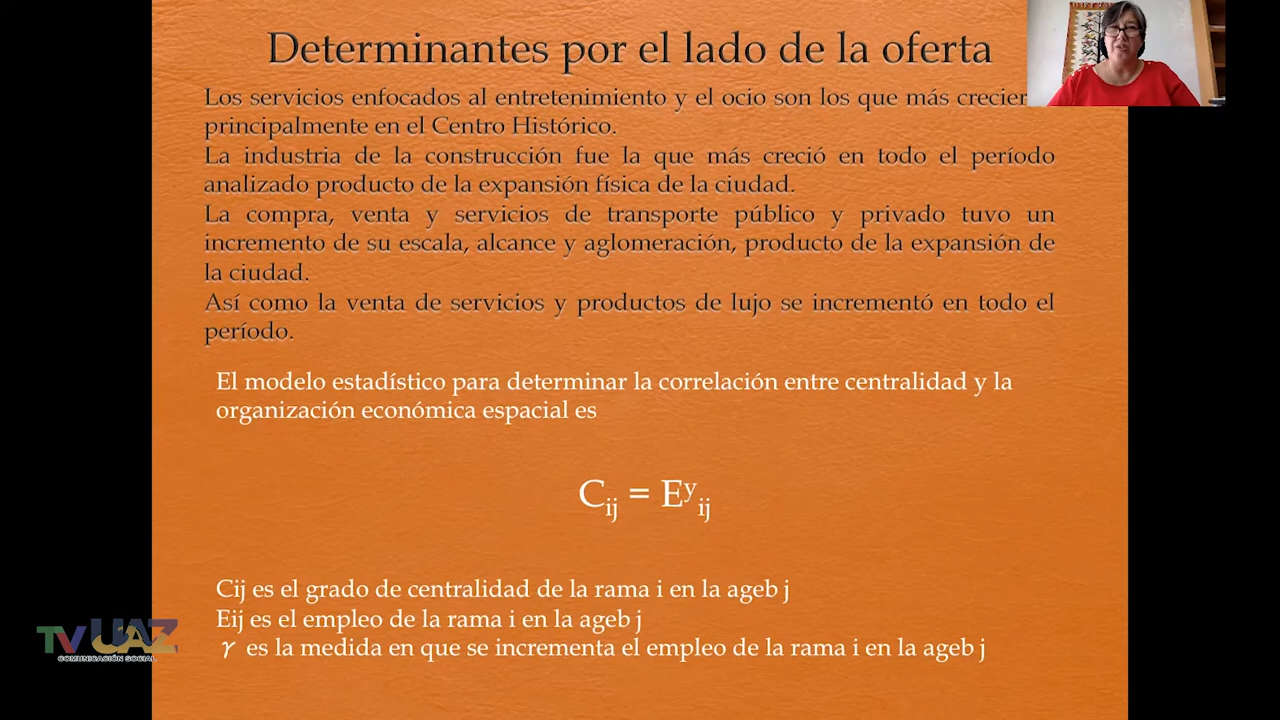 Determinantes por el lado de la oferta
Los servicios enfocados al entretenimiento y el ocio son los que más
principalmente en el Centro Histórico.
La industria de la construcción fue la que más creció en todo el período
analizado producto de la expansión física de la ciudad.
La compra, venta y servicios de transporte público y privado tuvo un
incremento de su escala, alcance y aglomeración, producto de la expansión de
la ciudad.
Así como la venta de servicios y productos de lujo se incrementó en todo el
período.
El modelo estadístico para determinar la correlación entre centralidad y la
organización económica espacial es
C_ij = E^y_ij
Cij es el grado de centralidad de la rama i en la ageb j
Eij es el empleo de la rama i en la ageb j
γ es la medida en que se incrementa el empleo de la rama i en la ageb j
TV UAZ
COMUNICACIÓN SOCIAL